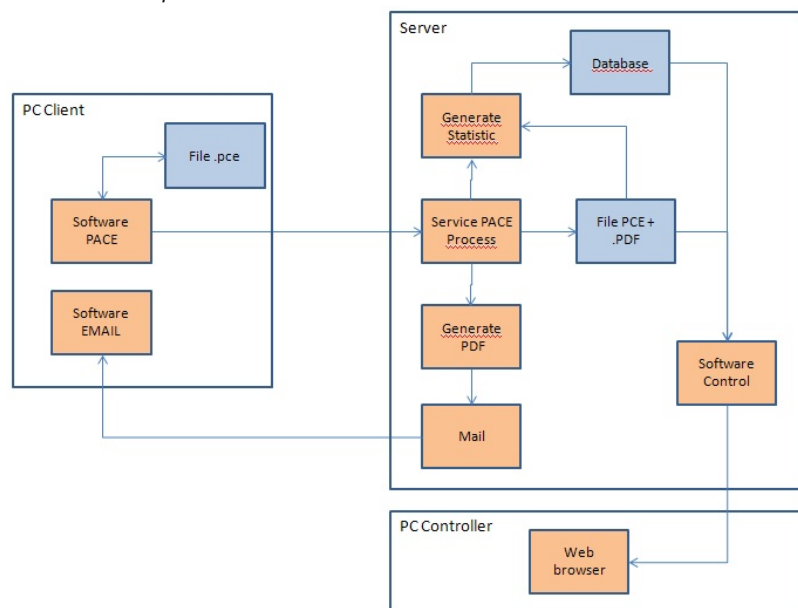 Server
Database
PC Client
Generate
Statistic
File .pce
Software
PACE
Service PACE
Process
File PCE+
.PDF
Software
EMAIL
Generate
PDF
Software
Control
Mail
PC Controller
Web
browser